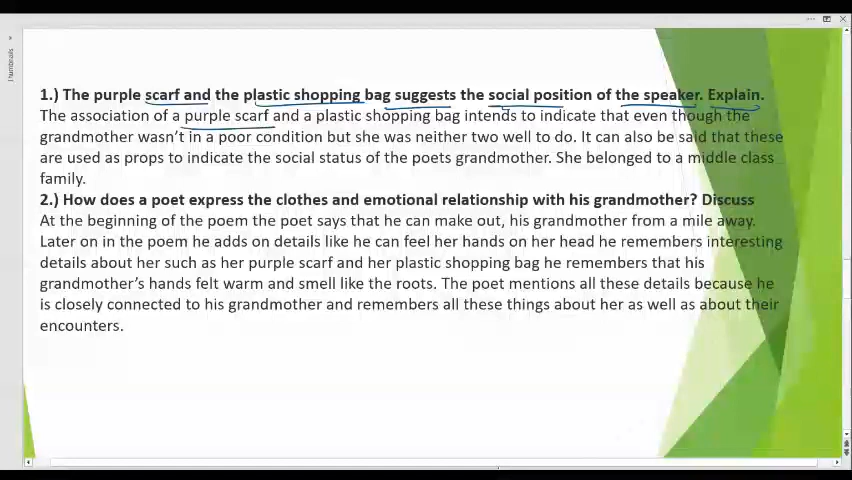 Thumbnails
1.) The purple scarf and the plastic shopping bag suggests the social position of the speaker. Explain.
The association of a purple scarf and a plastic shopping bag intends to indicate that even though the
grandmother wasn't in a poor condition but she was neither two well to do. It can also be said that these
are used as props to indicate the social status of the poets grandmother. She belonged to a middle class
family.
2.) How does a poet express the clothes and emotional relationship with his grandmother? Discuss
At the beginning of the poem the poet says that he can make out, his grandmother from a mile away.
Later on in the poem he adds on details like he can feel her hands on her head he remembers interesting
details about her such as her purple scarf and her plastic shopping bag he remembers that his
grandmother's hands felt warm and smell like the roots. The poet mentions all these details because he
is closely connected to his grandmother and remembers all these things about her as well as about their
encounters.